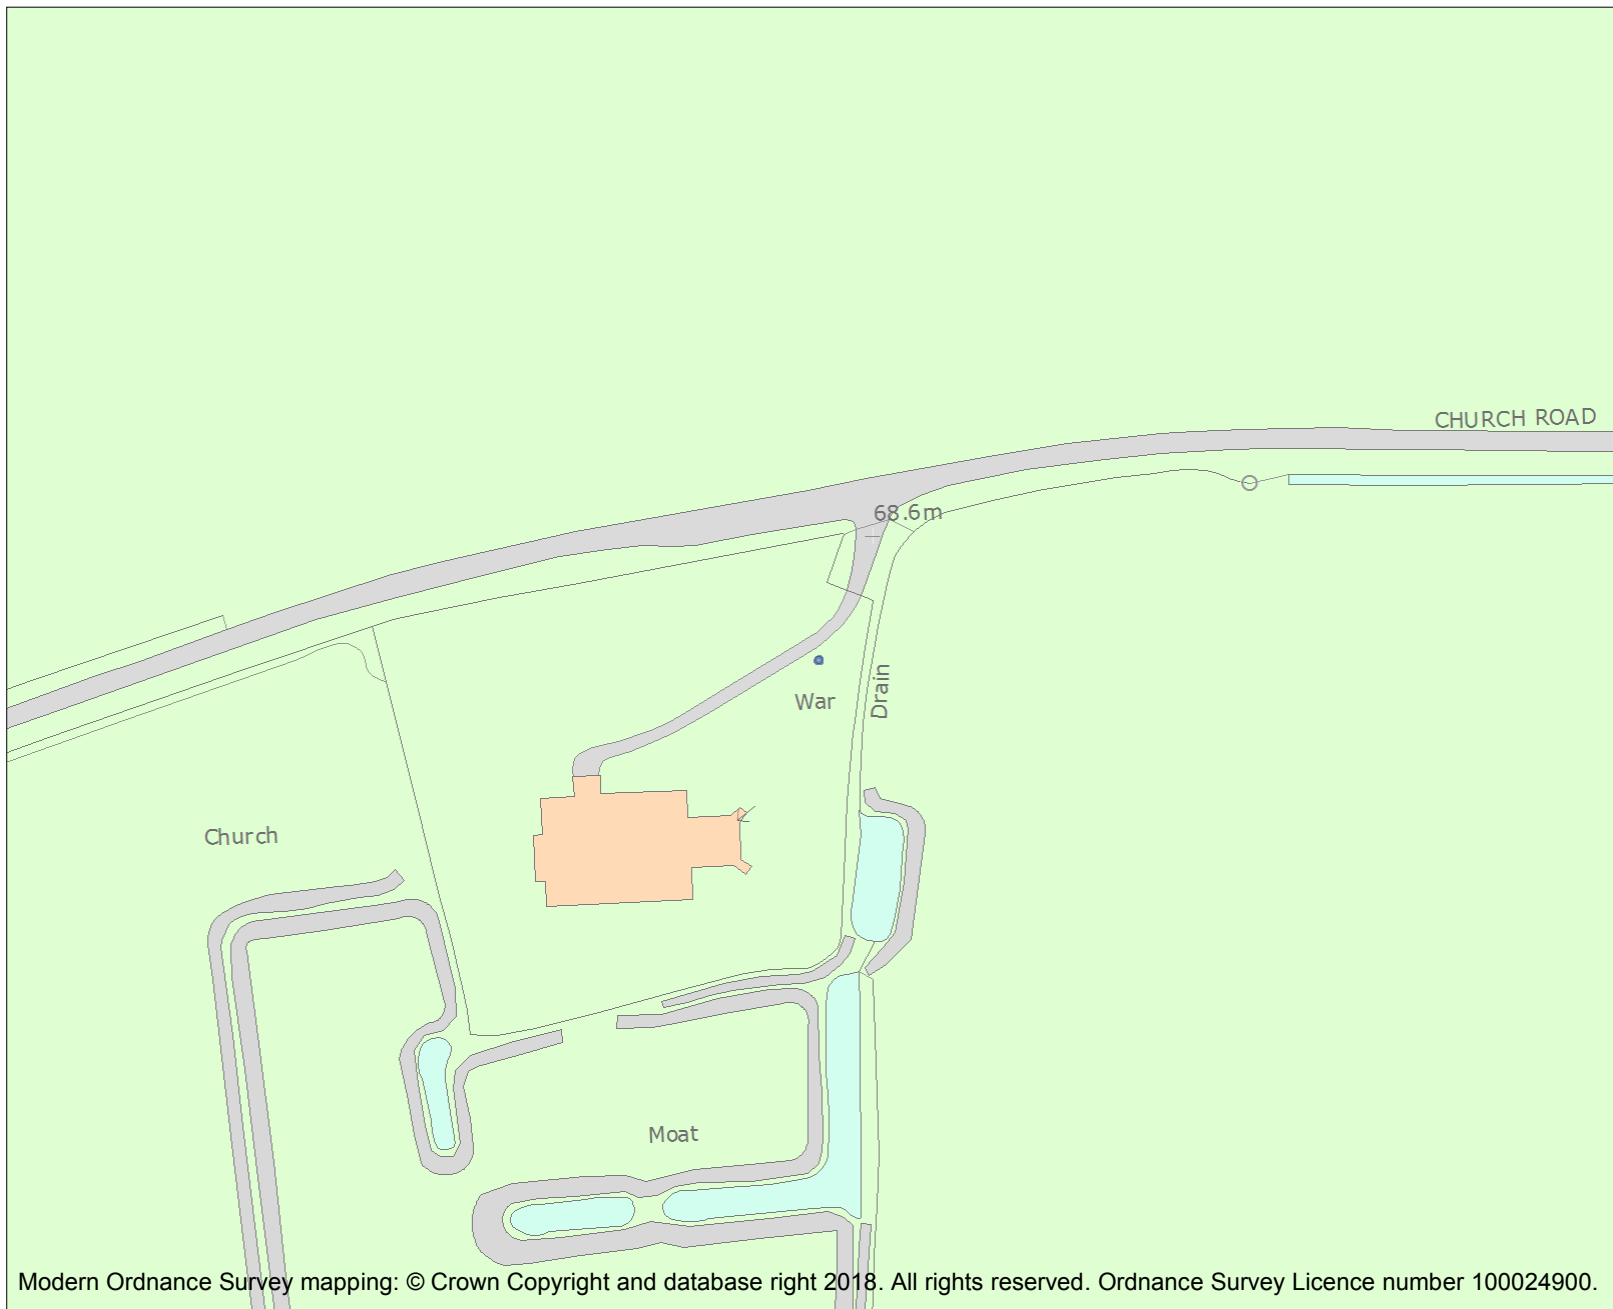 CHURCH ROAD
68.6m
Drain
War
Church
Moat
Modern Ordnance Survey mapping: © Crown Copyright and database right 2018. All rights reserved. Ordnance Survey Licence number 100024900.